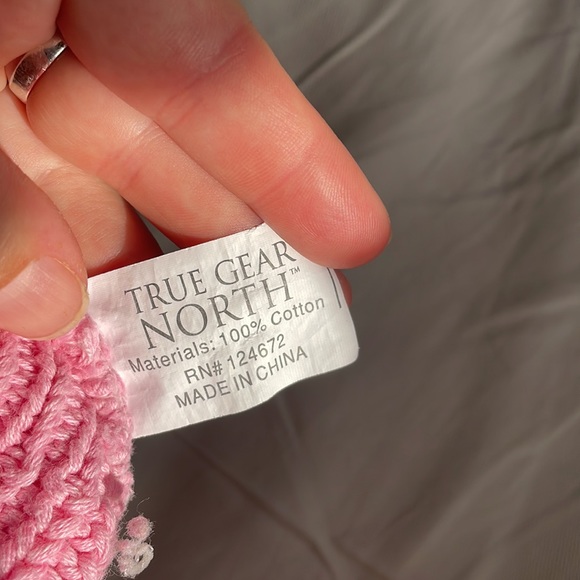 TRUE GEAR
NORTH™
Materials: 100% Cotton
RN# 124672
MADE IN CHINA